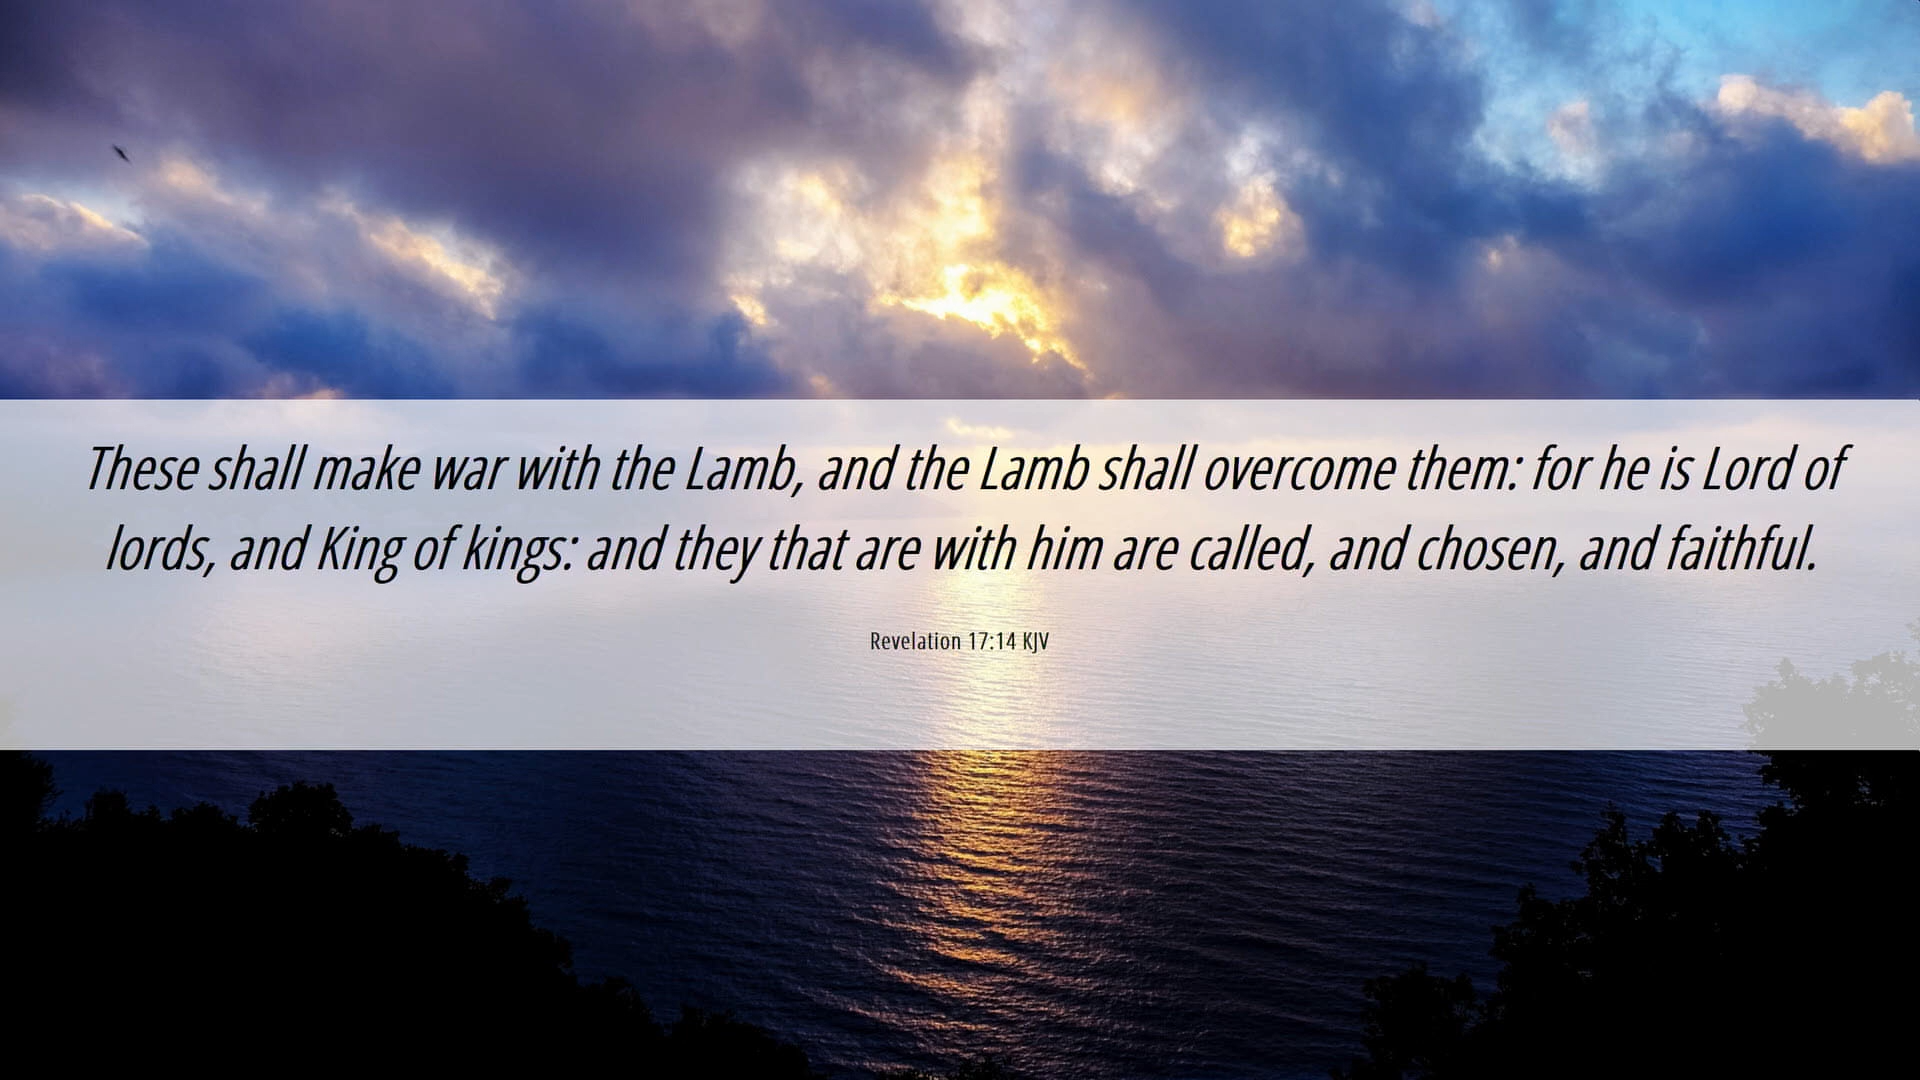 These shall make war with the Lamb, and the Lamb shall overcome them: for he is Lord of
lords, and King of kings: and they that are with him are called, and chosen, and faithful.
Revelation 17:14 KJV